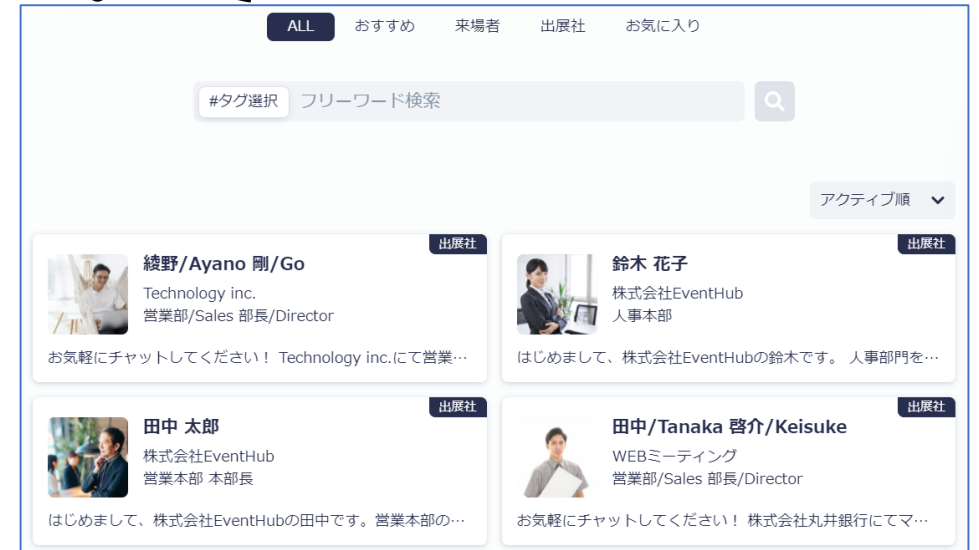 ALL おすすめ 来場者 出展社 お気に入り
#タグ選択 フリーワード検索
アクティブ順
出展社
綾野/Ayano 剛/Go
Technology inc.
営業部/Sales 部長/Director
お気軽にチャットしてください！ Technology inc.にて営業…
出展社
鈴木 花子
株式会社EventHub
人事本部
はじめまして、株式会社EventHubの鈴木です。 人事部門を…
出展社
田中 太郎
株式会社EventHub
営業本部 本部長
はじめまして、株式会社EventHubの田中です。営業本部の…
出展社
田中/Tanaka 啓介/Keisuke
WEBミーティング
営業部/Sales 部長/Director
お気軽にチャットしてください！ 株式会社丸井銀行にてマ…